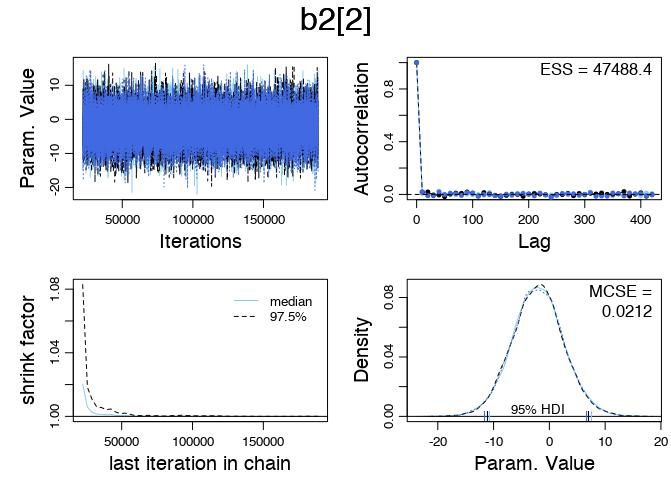 b2[2]
Param. Value
10
0
-10
-20
50000 100000 150000
Iterations
Autocorrelation
0.8
0.4
0.0
ESS = 47488.4
0 100 200 300 400
Lag
shrink factor
1.08
1.04
1.00
median
97.5%
50000 100000 150000
last iteration in chain
Density
0.08
0.04
0.00
MCSE =
0.0212
95% HDI
-20 -10 0 10 20
Param. Value